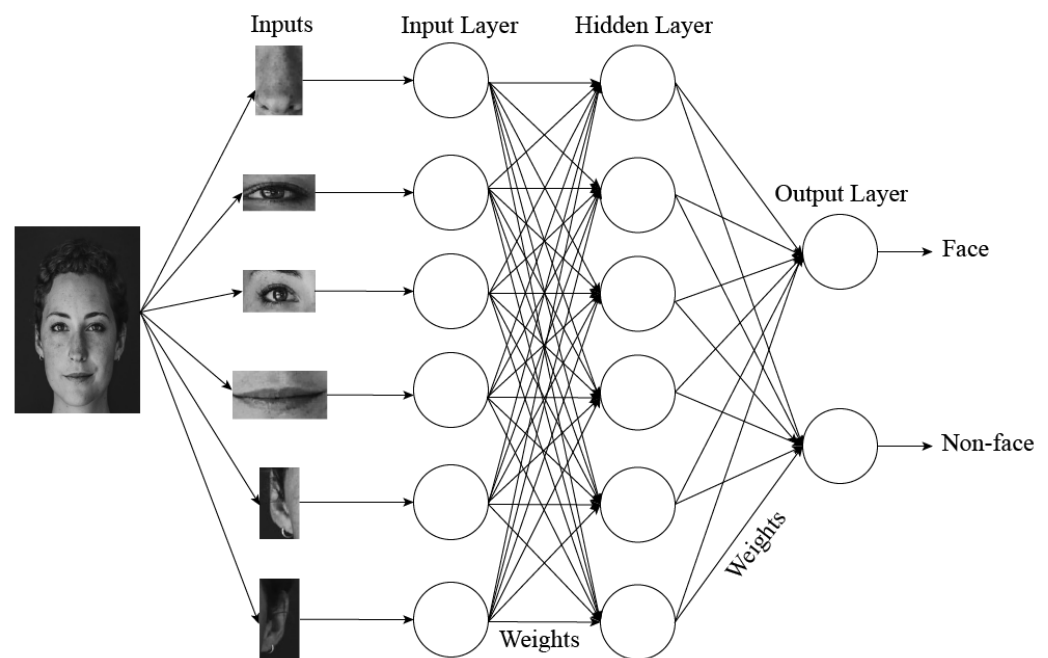 Inputs
Input Layer
Hidden Layer
Output Layer
Face
Non-face
Weights
Weights